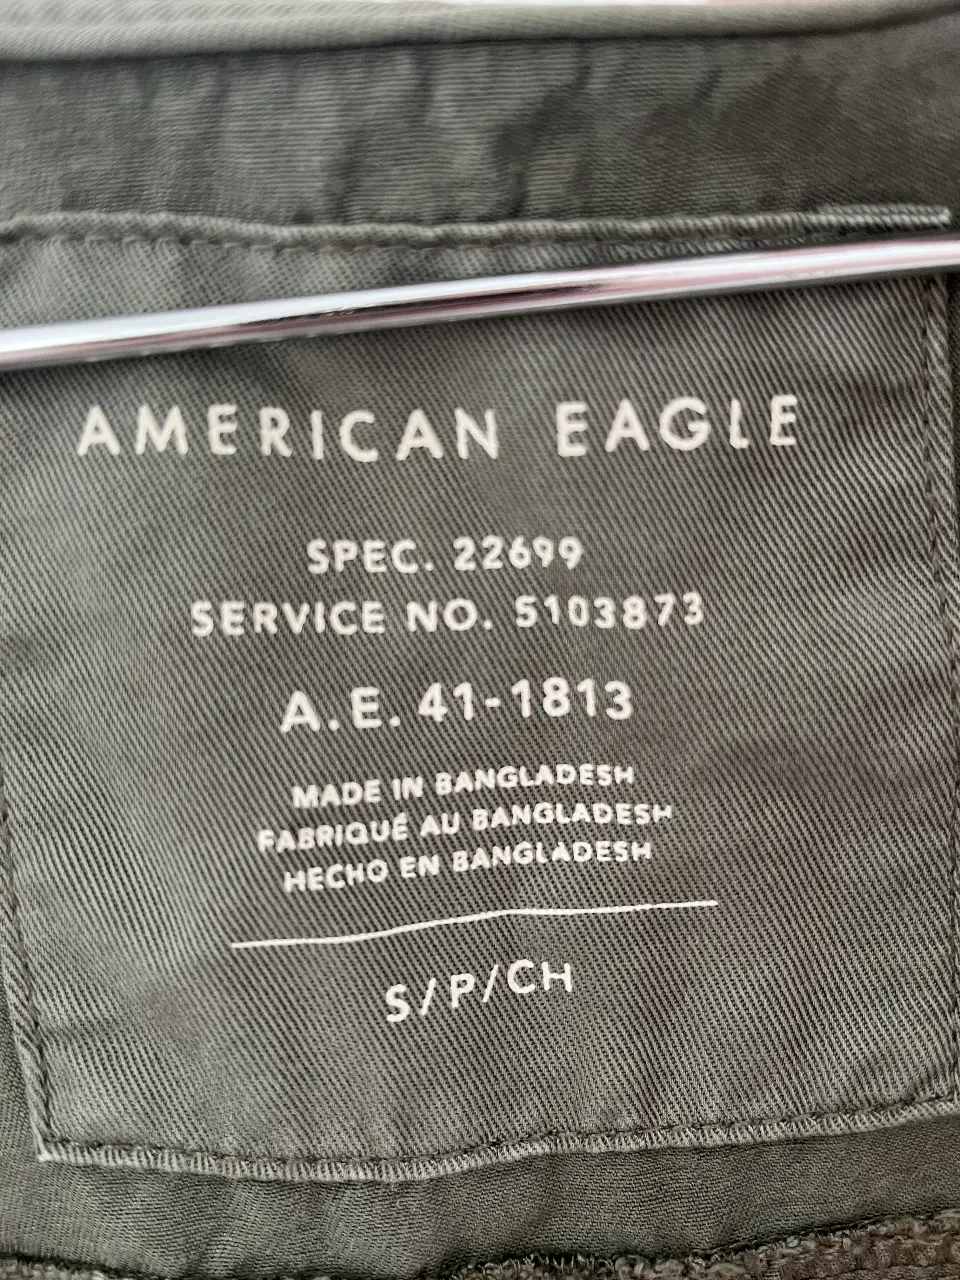 AMERICAN EAGLE
SPEC. 22699
SERVICE NO. 5103873
A.E. 41-1813
MADE IN BANGLADESH
FABRIQUÉ AU BANGLADESH
HECHO EN BANGLADESH
S/P/CH